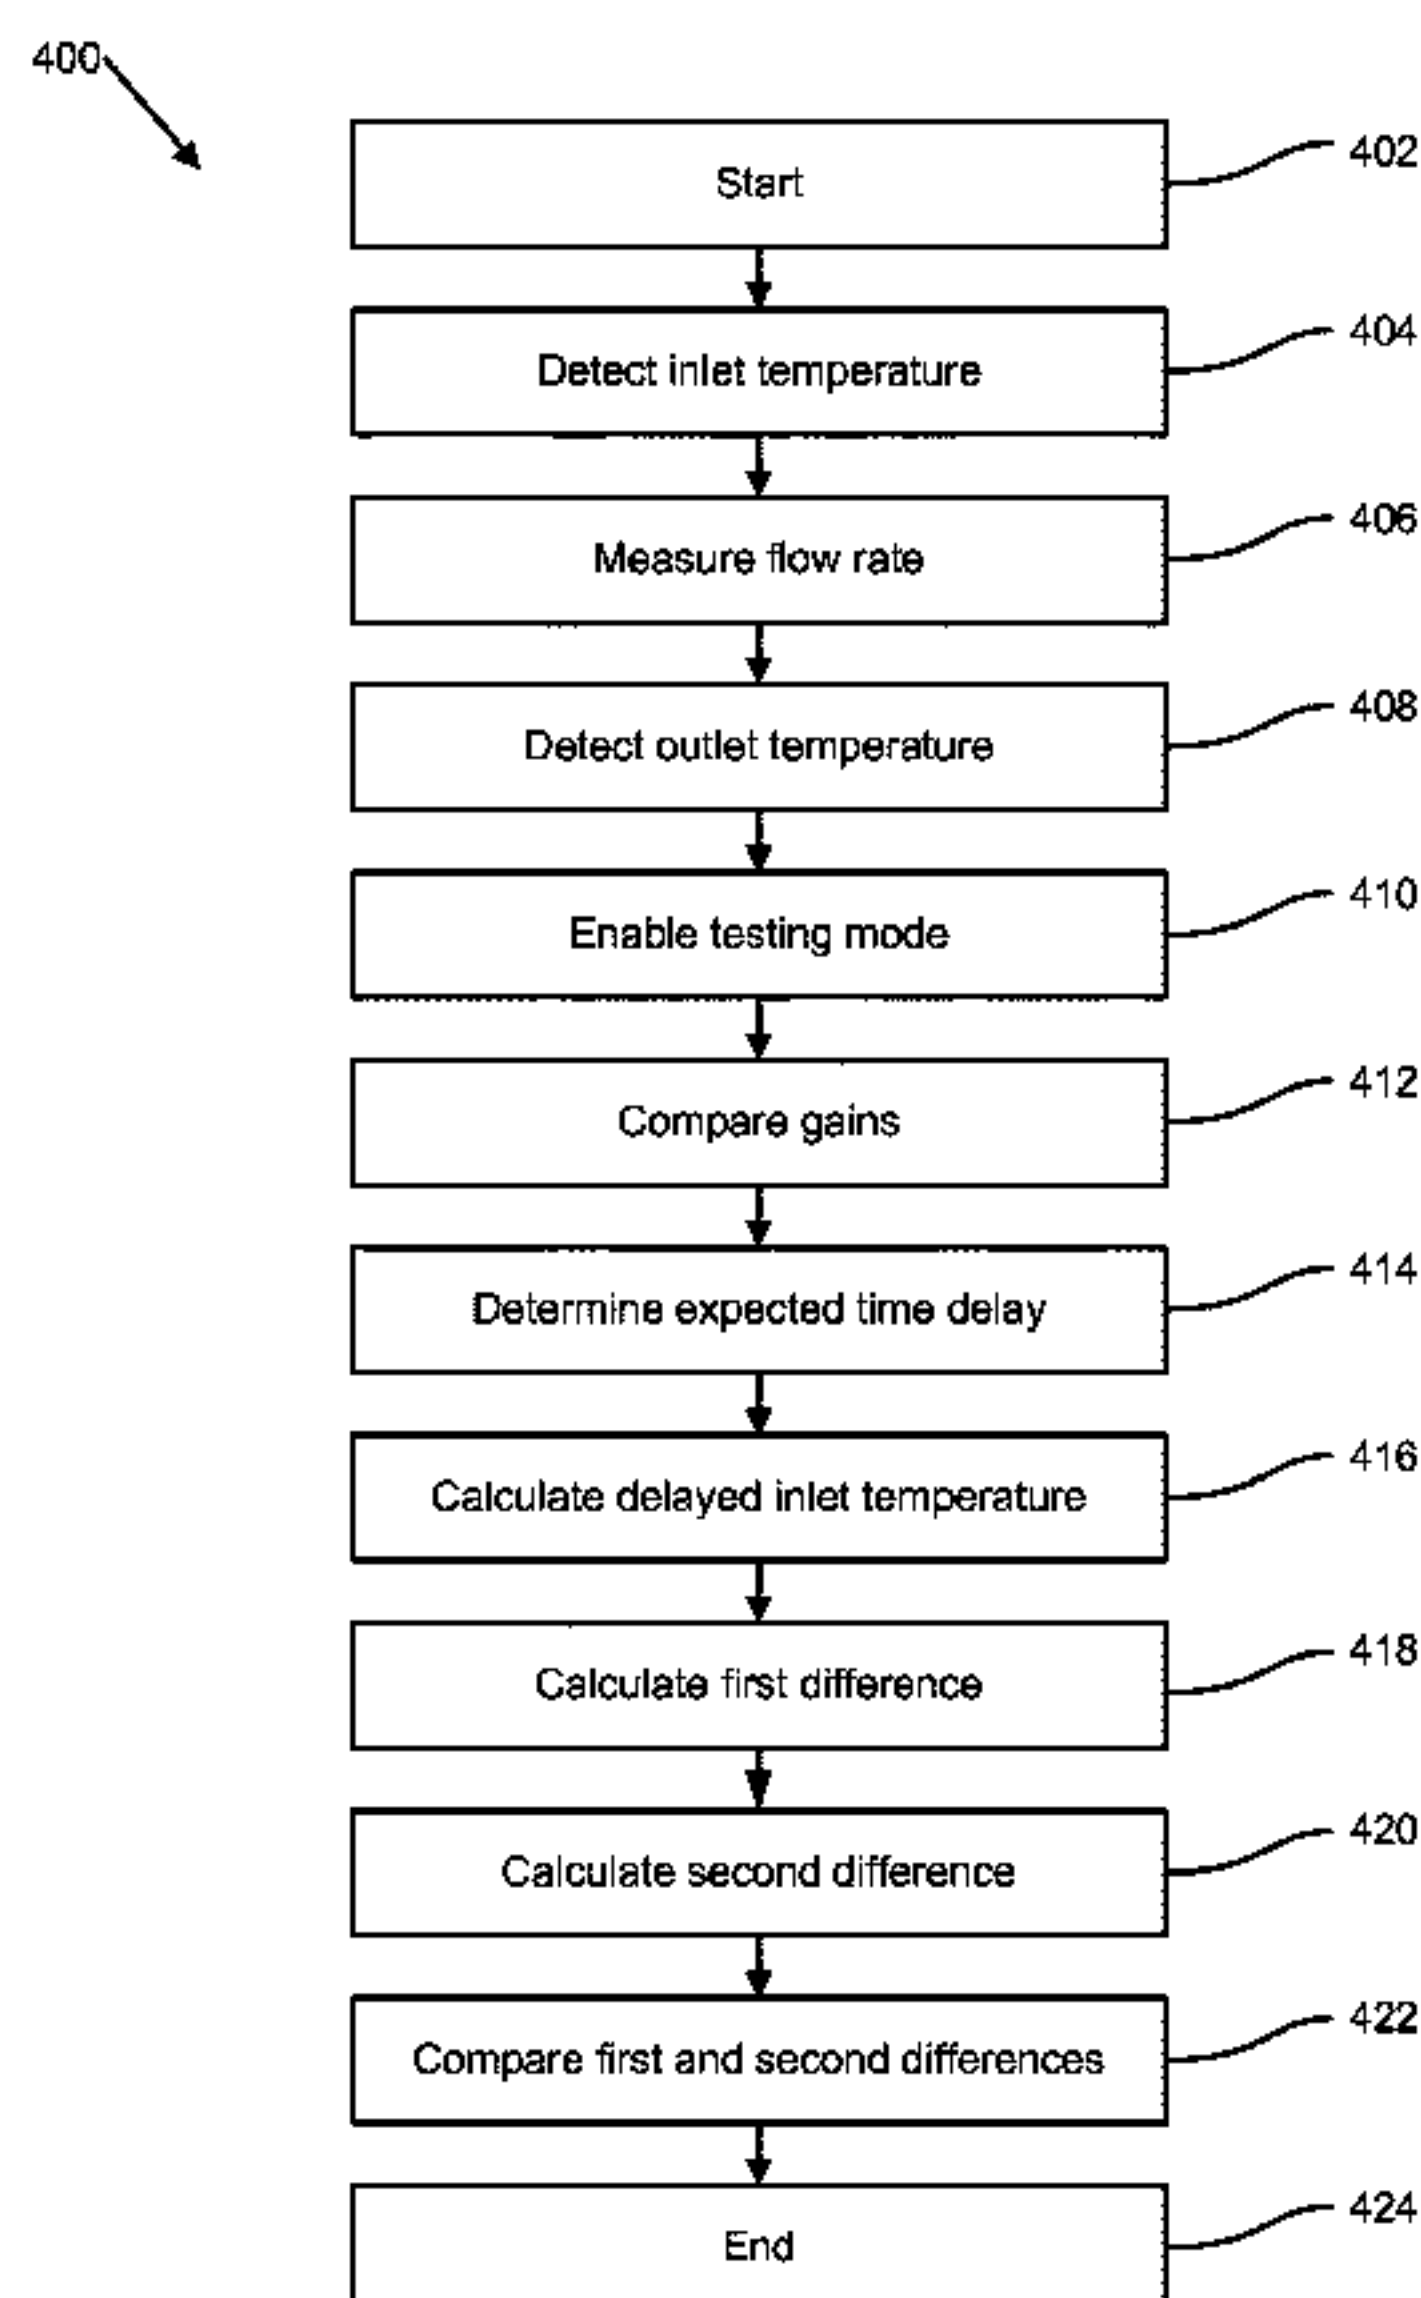 400
Start
402
Detect inlet temperature
404
Measure flow rate
406
Detect outlet temperature
408
Enable testing mode
410
Compare gains
412
Determine expected time delay
414
Calculate delayed inlet temperature
416
Calculate first difference
418
Calculate second difference
420
Compare first and second differences
422
End
424